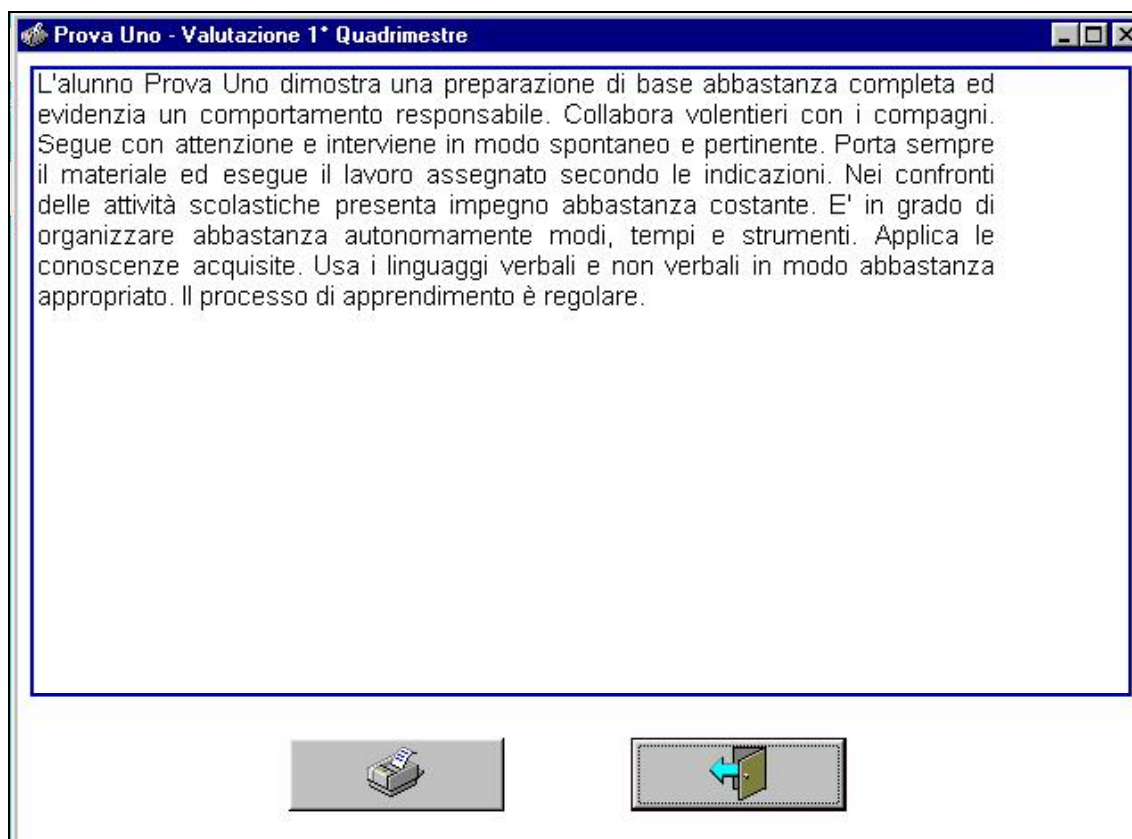 Prova Uno - Valutazione 1° Quadrimestre
L'alunno Prova Uno dimostra una preparazione di base abbastanza completa ed
evidenzia un comportamento responsabile. Collabora volentieri con i compagni.
Segue con attenzione e interviene in modo spontaneo e pertinente. Porta sempre
il materiale ed esegue il lavoro assegnato secondo le indicazioni. Nei confronti
delle attività scolastiche presenta impegno abbastanza costante. E' in grado di
organizzare abbastanza autonomamente modi, tempi e strumenti. Applica le
conoscenze acquisite. Usa i linguaggi verbali e non verbali in modo abbastanza
appropriato. Il processo di apprendimento è regolare.